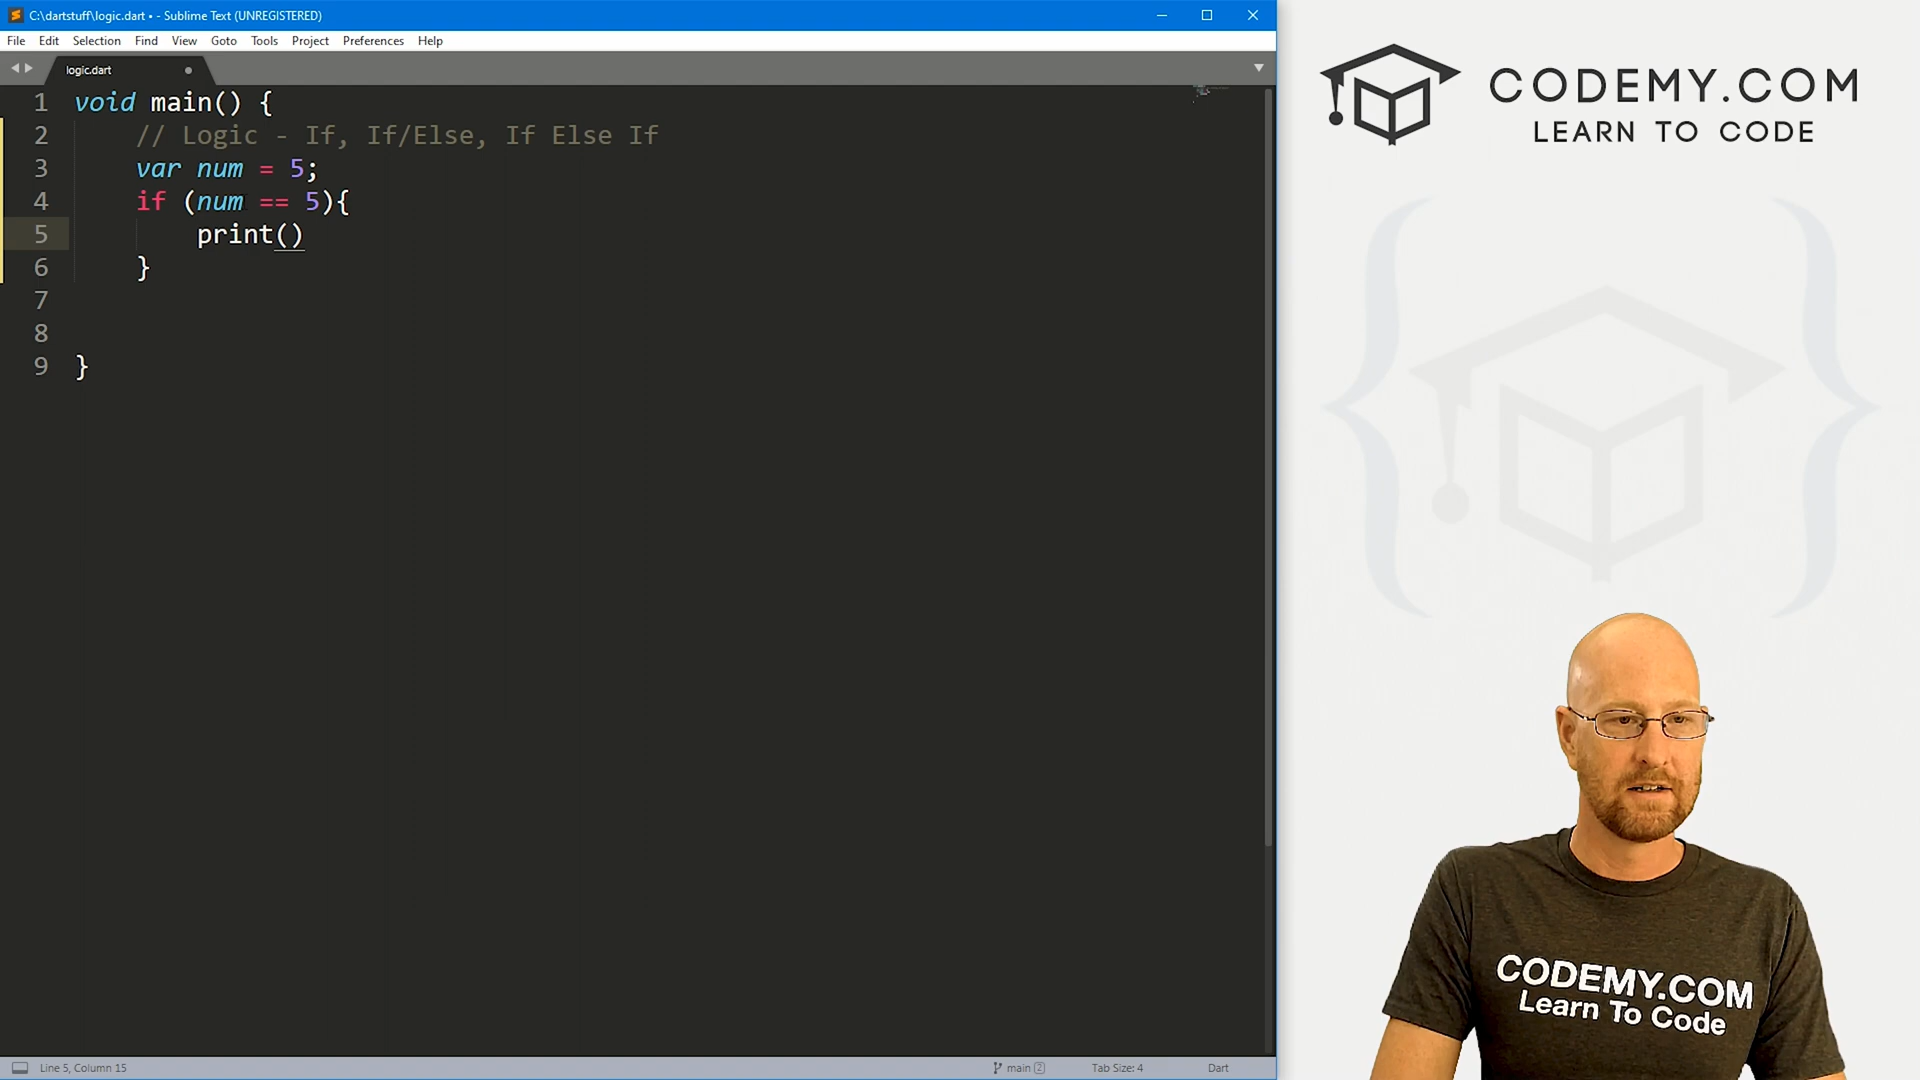 C:\dartstuff\logic.dart • - Sublime Text (UNREGISTERED)
File Edit Selection Find View Goto Tools Project Preferences Help
logic.dart
1 void main() {
2 // Logic - If, If/Else, If Else If
3 var num = 5;
4 if (num == 5){
5 print()
6 }
7
8
9 }
Line 5, Column 15
main 2
Tab Size: 4
Dart
CODEMY.COM
LEARN TO CODE
CODEMY.COM
Learn To Code